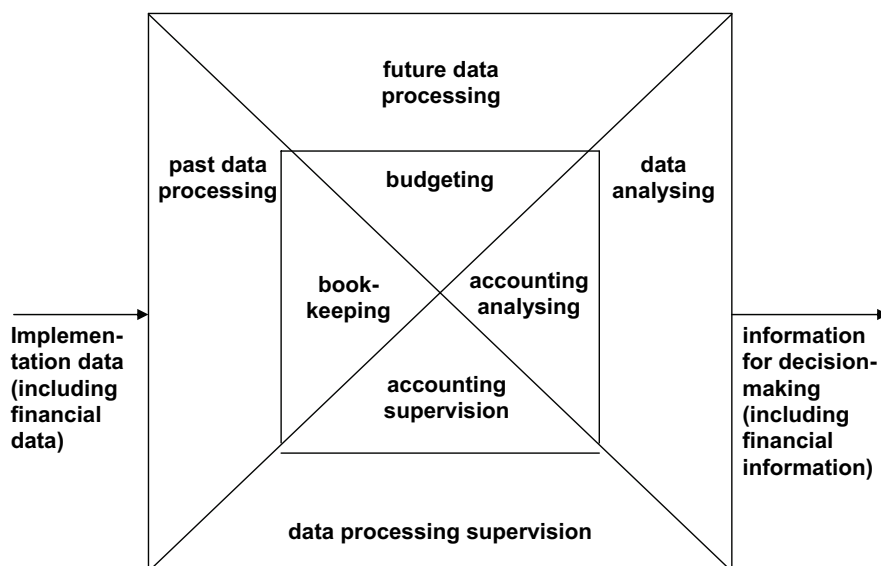 future data
processing
past data
processing
budgeting
data
analysing
book-
keeping
accounting
analysing
Implemen-
tation data
(including
financial
data)
information
for decision-
making
(including
financial
information)
accounting
supervision
data processing supervision